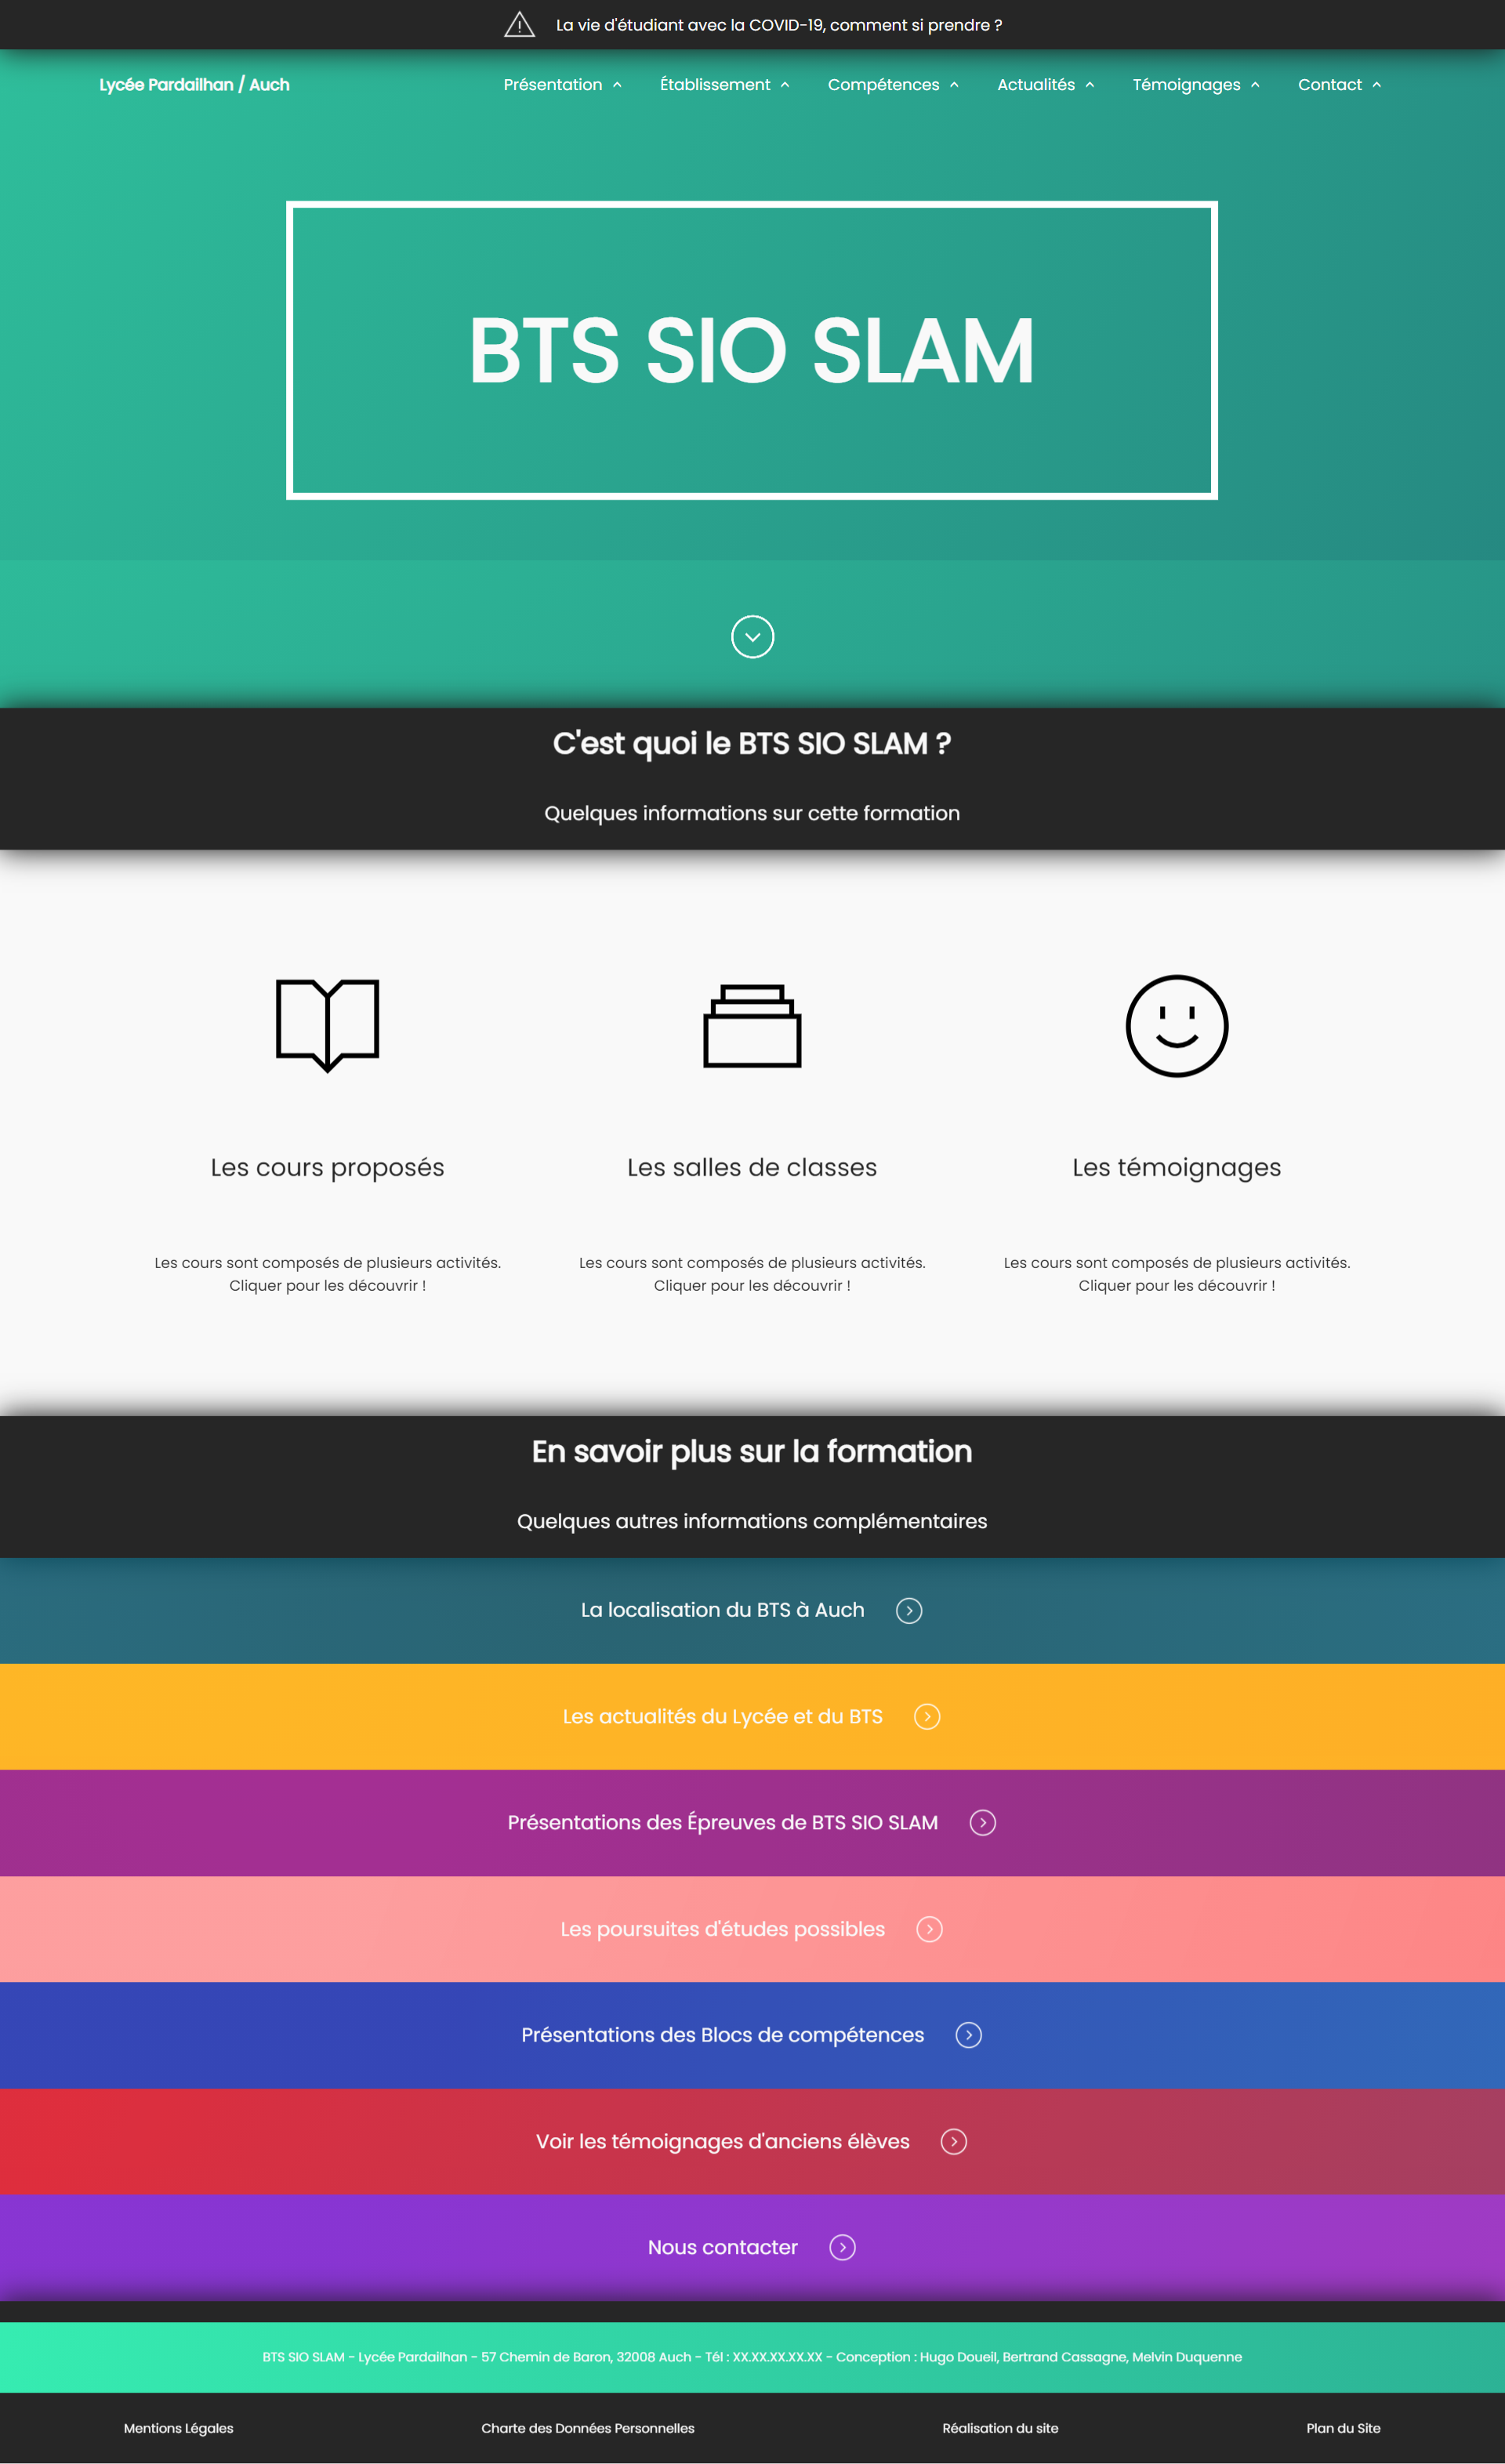 La vie d'étudiant avec la COVID-19, comment si prendre ?
Lycée Pardailhan / Auch
Présentation
Établissement
Compétences
Actualités
Témoignages
Contact
BTS SIO SLAM
C'est quoi le BTS SIO SLAM ?
Quelques informations sur cette formation
Les cours proposés
Les cours sont composés de plusieurs activités.
Cliquer pour les découvrir !
Les salles de classes
Les cours sont composés de plusieurs activités.
Cliquer pour les découvrir !
Les témoignages
Les cours sont composés de plusieurs activités.
Cliquer pour les découvrir !
En savoir plus sur la formation
Quelques autres informations complémentaires
La localisation du BTS à Auch
Les actualités du Lycée et du BTS
Présentations des Épreuves de BTS SIO SLAM
Les poursuites d'études possibles
Présentations des Blocs de compétences
Voir les témoignages d'anciens élèves
Nous contacter
BTS SIO SLAM - Lycée Pardailhan - 57 Chemin de Baron, 32008 Auch - Tél : XX.XX.XX.XX.XX - Conception : Hugo Doueil, Bertrand Cassagne, Melvin Duquenne
Mentions Légales
Charte des Données Personnelles
Réalisation du site
Plan du Site